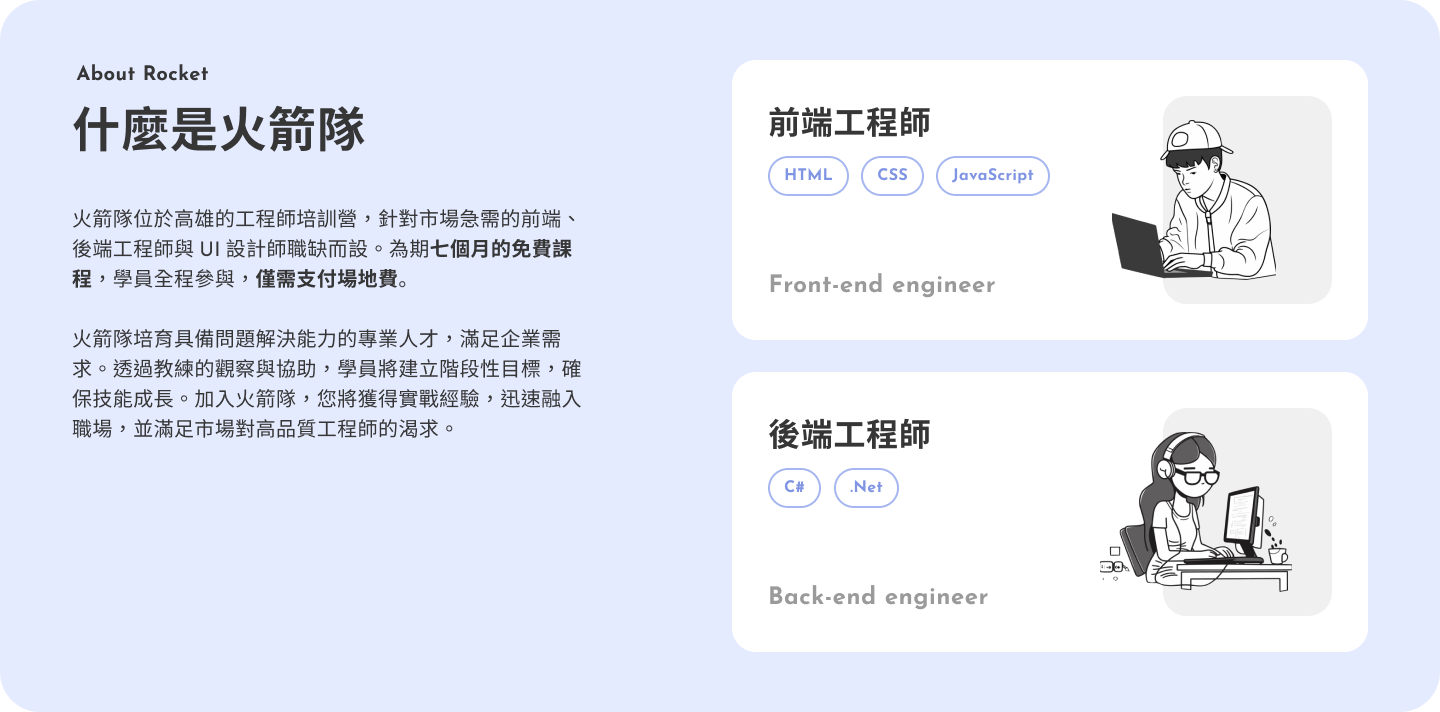 About Rocket
什麼是火箭隊
火箭隊位於高雄的工程師培訓營，針對市場急需的前端、
後端工程師與 UI 設計師職缺而設。為期七個月的免費課
程，學員全程參與，僅需支付場地費。
火箭隊培育具備問題解決能力的專業人才，滿足企業需
求。透過教練的觀察與協助，學員將建立階段性目標，確
保技能成長。加入火箭隊，您將獲得實戰經驗，迅速融入
職場，並滿足市場對高品質工程師的渴求。
前端工程師
HTML CSS JavaScript
Front-end engineer
後端工程師
C# .Net
Back-end engineer